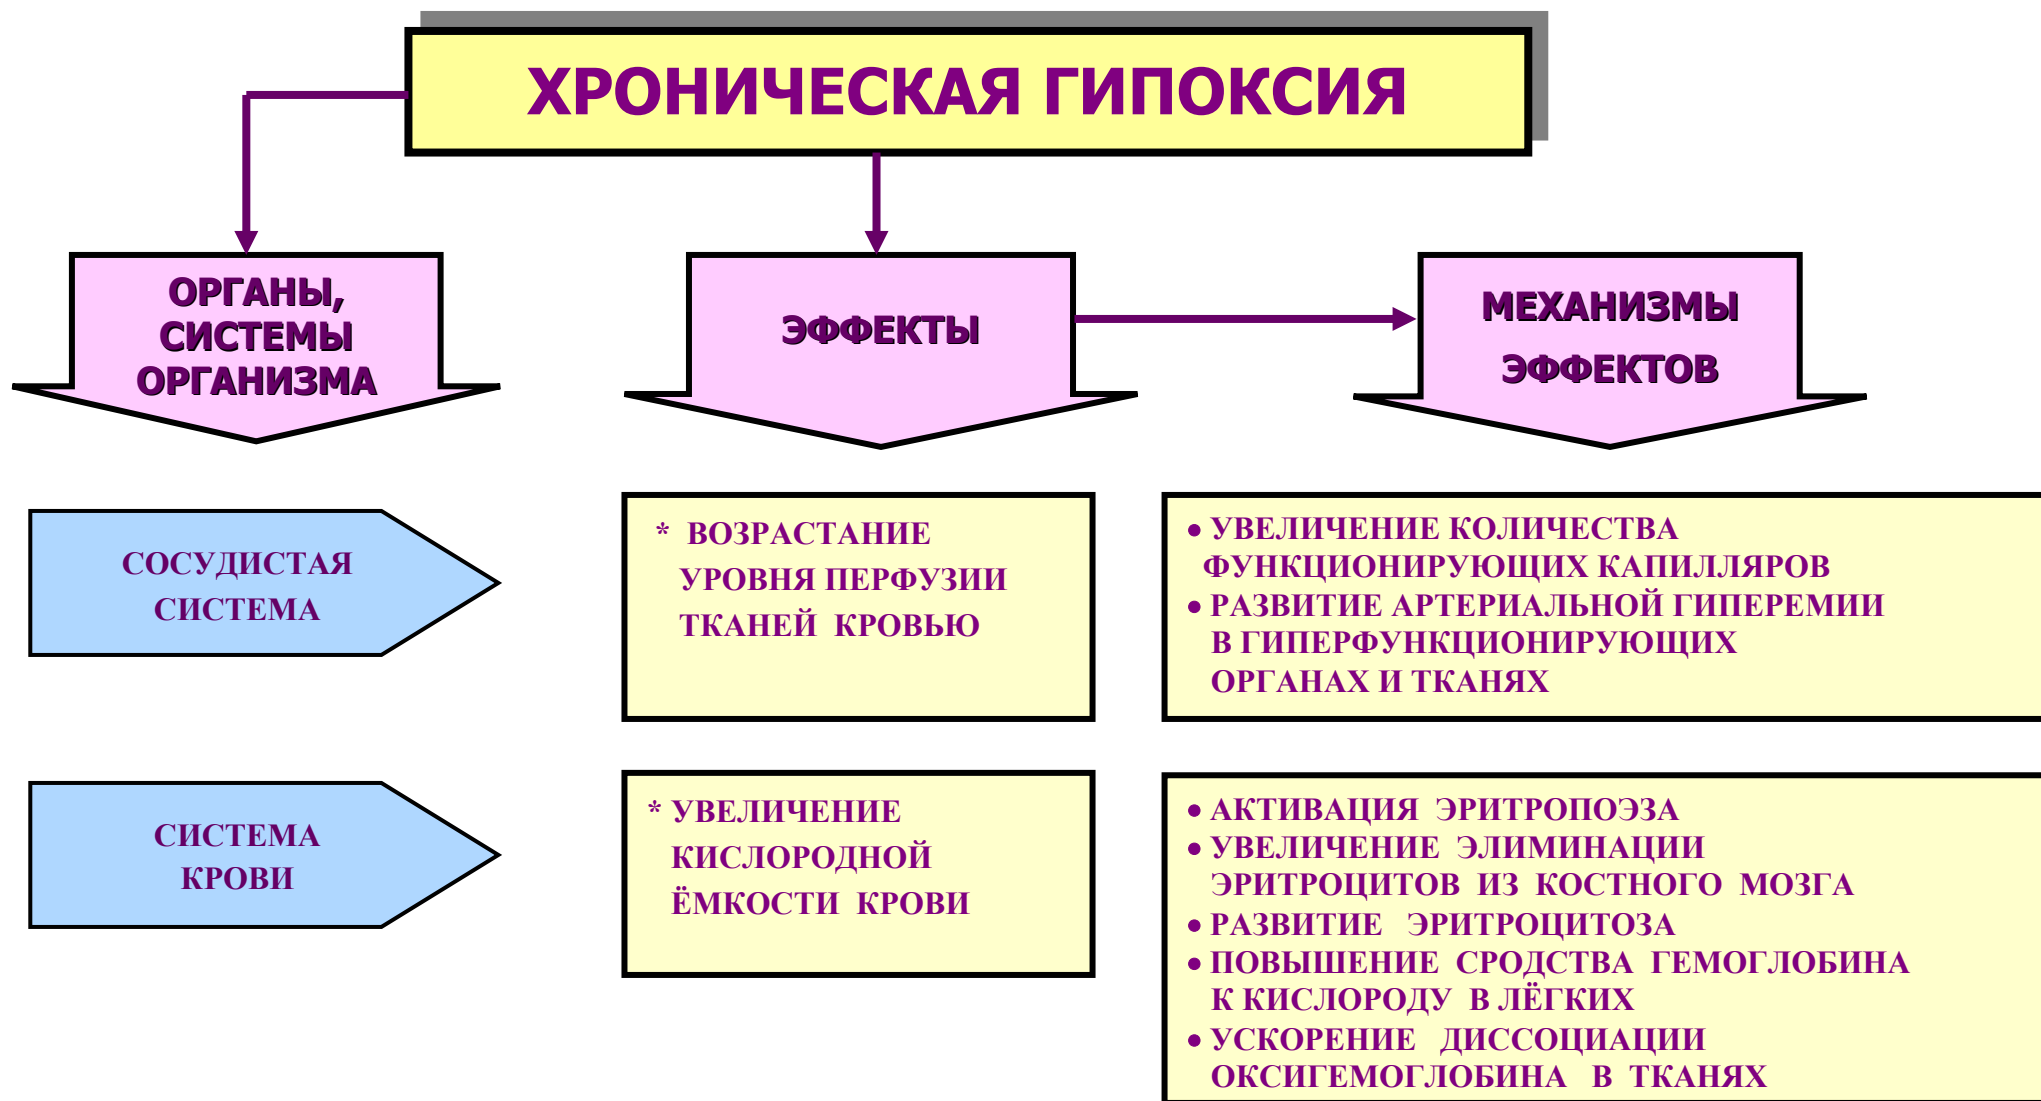 ХРОНИЧЕСКАЯ ГИПОКСИЯ
ОРГАНЫ,
СИСТЕМЫ
ОРГАНИЗМА
ЭФФЕКТЫ
МЕХАНИЗМЫ
ЭФФЕКТОВ
СОСУДИСТАЯ
СИСТЕМА
* ВОЗРАСТАНИЕ
УРОВНЯ ПЕРФУЗИИ
ТКАНЕЙ КРОВЬЮ
• УВЕЛИЧЕНИЕ КОЛИЧЕСТВА
ФУНКЦИОНИРУЮЩИХ КАПИЛЛЯРОВ
• РАЗВИТИЕ АРТЕРИАЛЬНОЙ ГИПЕРЕМИИ
В ГИПЕРФУНКЦИОНИРУЮЩИХ
ОРГАНАХ И ТКАНЯХ
СИСТЕМА
КРОВИ
* УВЕЛИЧЕНИЕ
КИСЛОРОДНОЙ
ЁМКОСТИ КРОВИ
• АКТИВАЦИЯ ЭРИТРОПОЭЗА
• УВЕЛИЧЕНИЕ ЭЛИМИНАЦИИ
ЭРИТРОЦИТОВ ИЗ КОСТНОГО МОЗГА
• РАЗВИТИЕ ЭРИТРОЦИТОЗА
• ПОВЫШЕНИЕ СРОДСТВА ГЕМОГЛОБИНА
К КИСЛОРОДУ В ЛЁГКИХ
• УСКОРЕНИЕ ДИССОЦИАЦИИ
ОКСИГЕМОГЛОБИНА В ТКАНЯХ